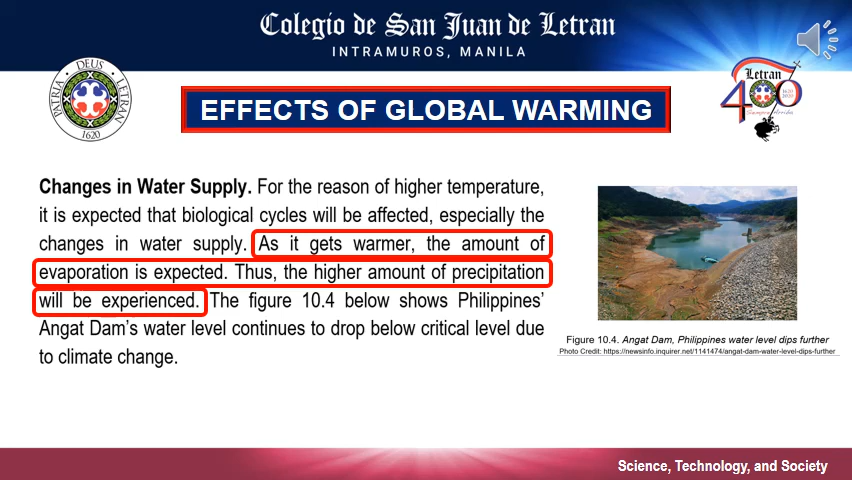 Colegio de San Juan de Letran
INTRAMUROS, MANILA
DEUS
PATRIA
LETRAN
1620
EFFECTS OF GLOBAL WARMING
Letran
400
Changes in Water Supply. For the reason of higher temperature,
it is expected that biological cycles will be affected, especially the
changes in water supply. As it gets warmer, the amount of
evaporation is expected. Thus, the higher amount of precipitation
will be experienced. The figure 10.4 below shows Philippines’
Angat Dam’s water level continues to drop below critical level due
to climate change.
Figure 10.4. Angat Dam, Philippines water level dips further
Photo Credit: https://newsinfo.inquirer.net/1141474/angat-dam-water-level-dips-further
Science, Technology, and Society